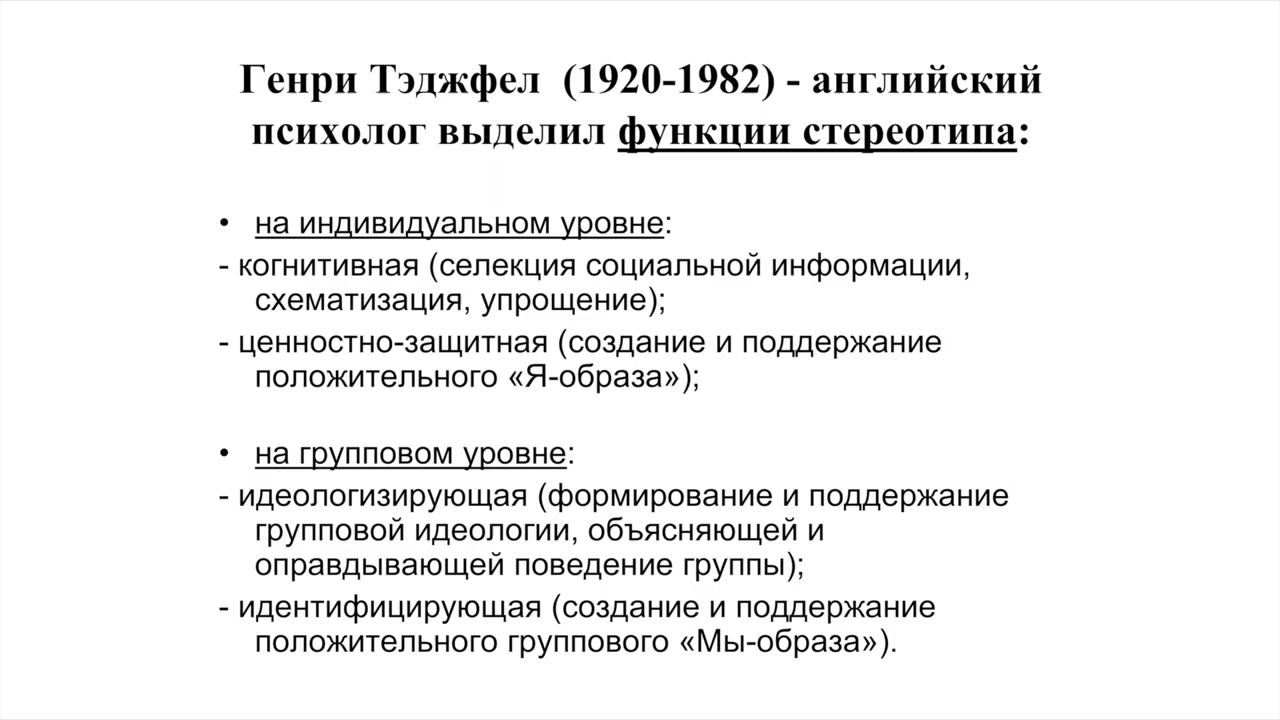 Генри Тэджфел (1920-1982) - английский
психолог выделил функции стереотипа:
• на индивидуальном уровне:
- когнитивная (селекция социальной информации,
схематизация, упрощение);
- ценностно-защитная (создание и поддержание
положительного «Я-образа»);
• на групповом уровне:
- идеологизирующая (формирование и поддержание
групповой идеологии, объясняющей и
оправдывающей поведение группы);
- идентифицирующая (создание и поддержание
положительного группового «Мы-образа»).